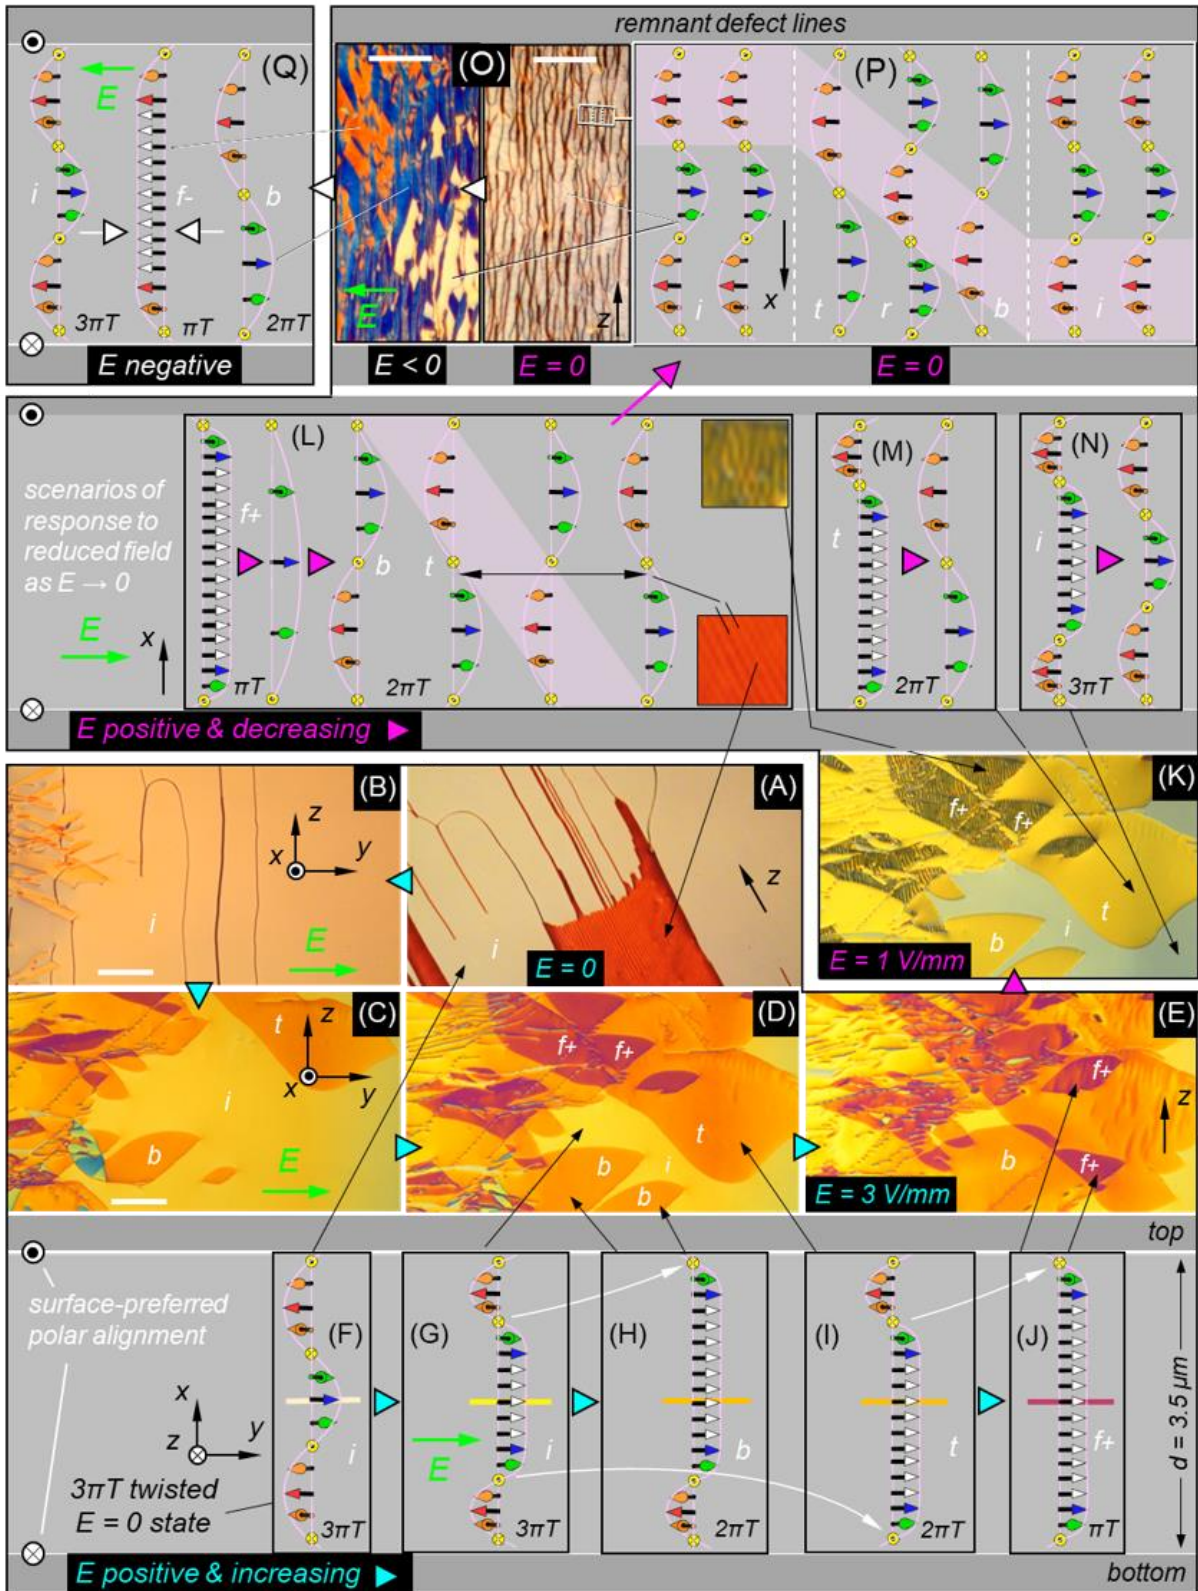 remnant defect lines
(Q)
E
i
f-
b
3πT
πT
2πT
E negative
(O)
E
z
E < 0
E = 0
(P)
i
x
t
r
b
i
E = 0
scenarios of
response to
reduced field
as E → 0
E
x
(L)
f+
b
t
πT
2πT
(M)
t
2πT
(N)
i
3πT
E positive & decreasing
(B)
z
x
y
i
E
(A)
z
i
E = 0
(K)
f+
f+
t
i
b
E = 1 V/mm
(C)
t
z
x
y
i
b
E
(D)
f+
f+
t
b
i
b
(E)
f+
z
b
f+
E = 3 V/mm
top
surface-preferred
polar alignment
x
y
z
3πT twisted
E = 0 state
(F)
i
3πT
(G)
E
i
3πT
(H)
b
2πT
(I)
t
2πT
(J)
f+
πT
d = 3.5 µm
E positive & increasing
bottom